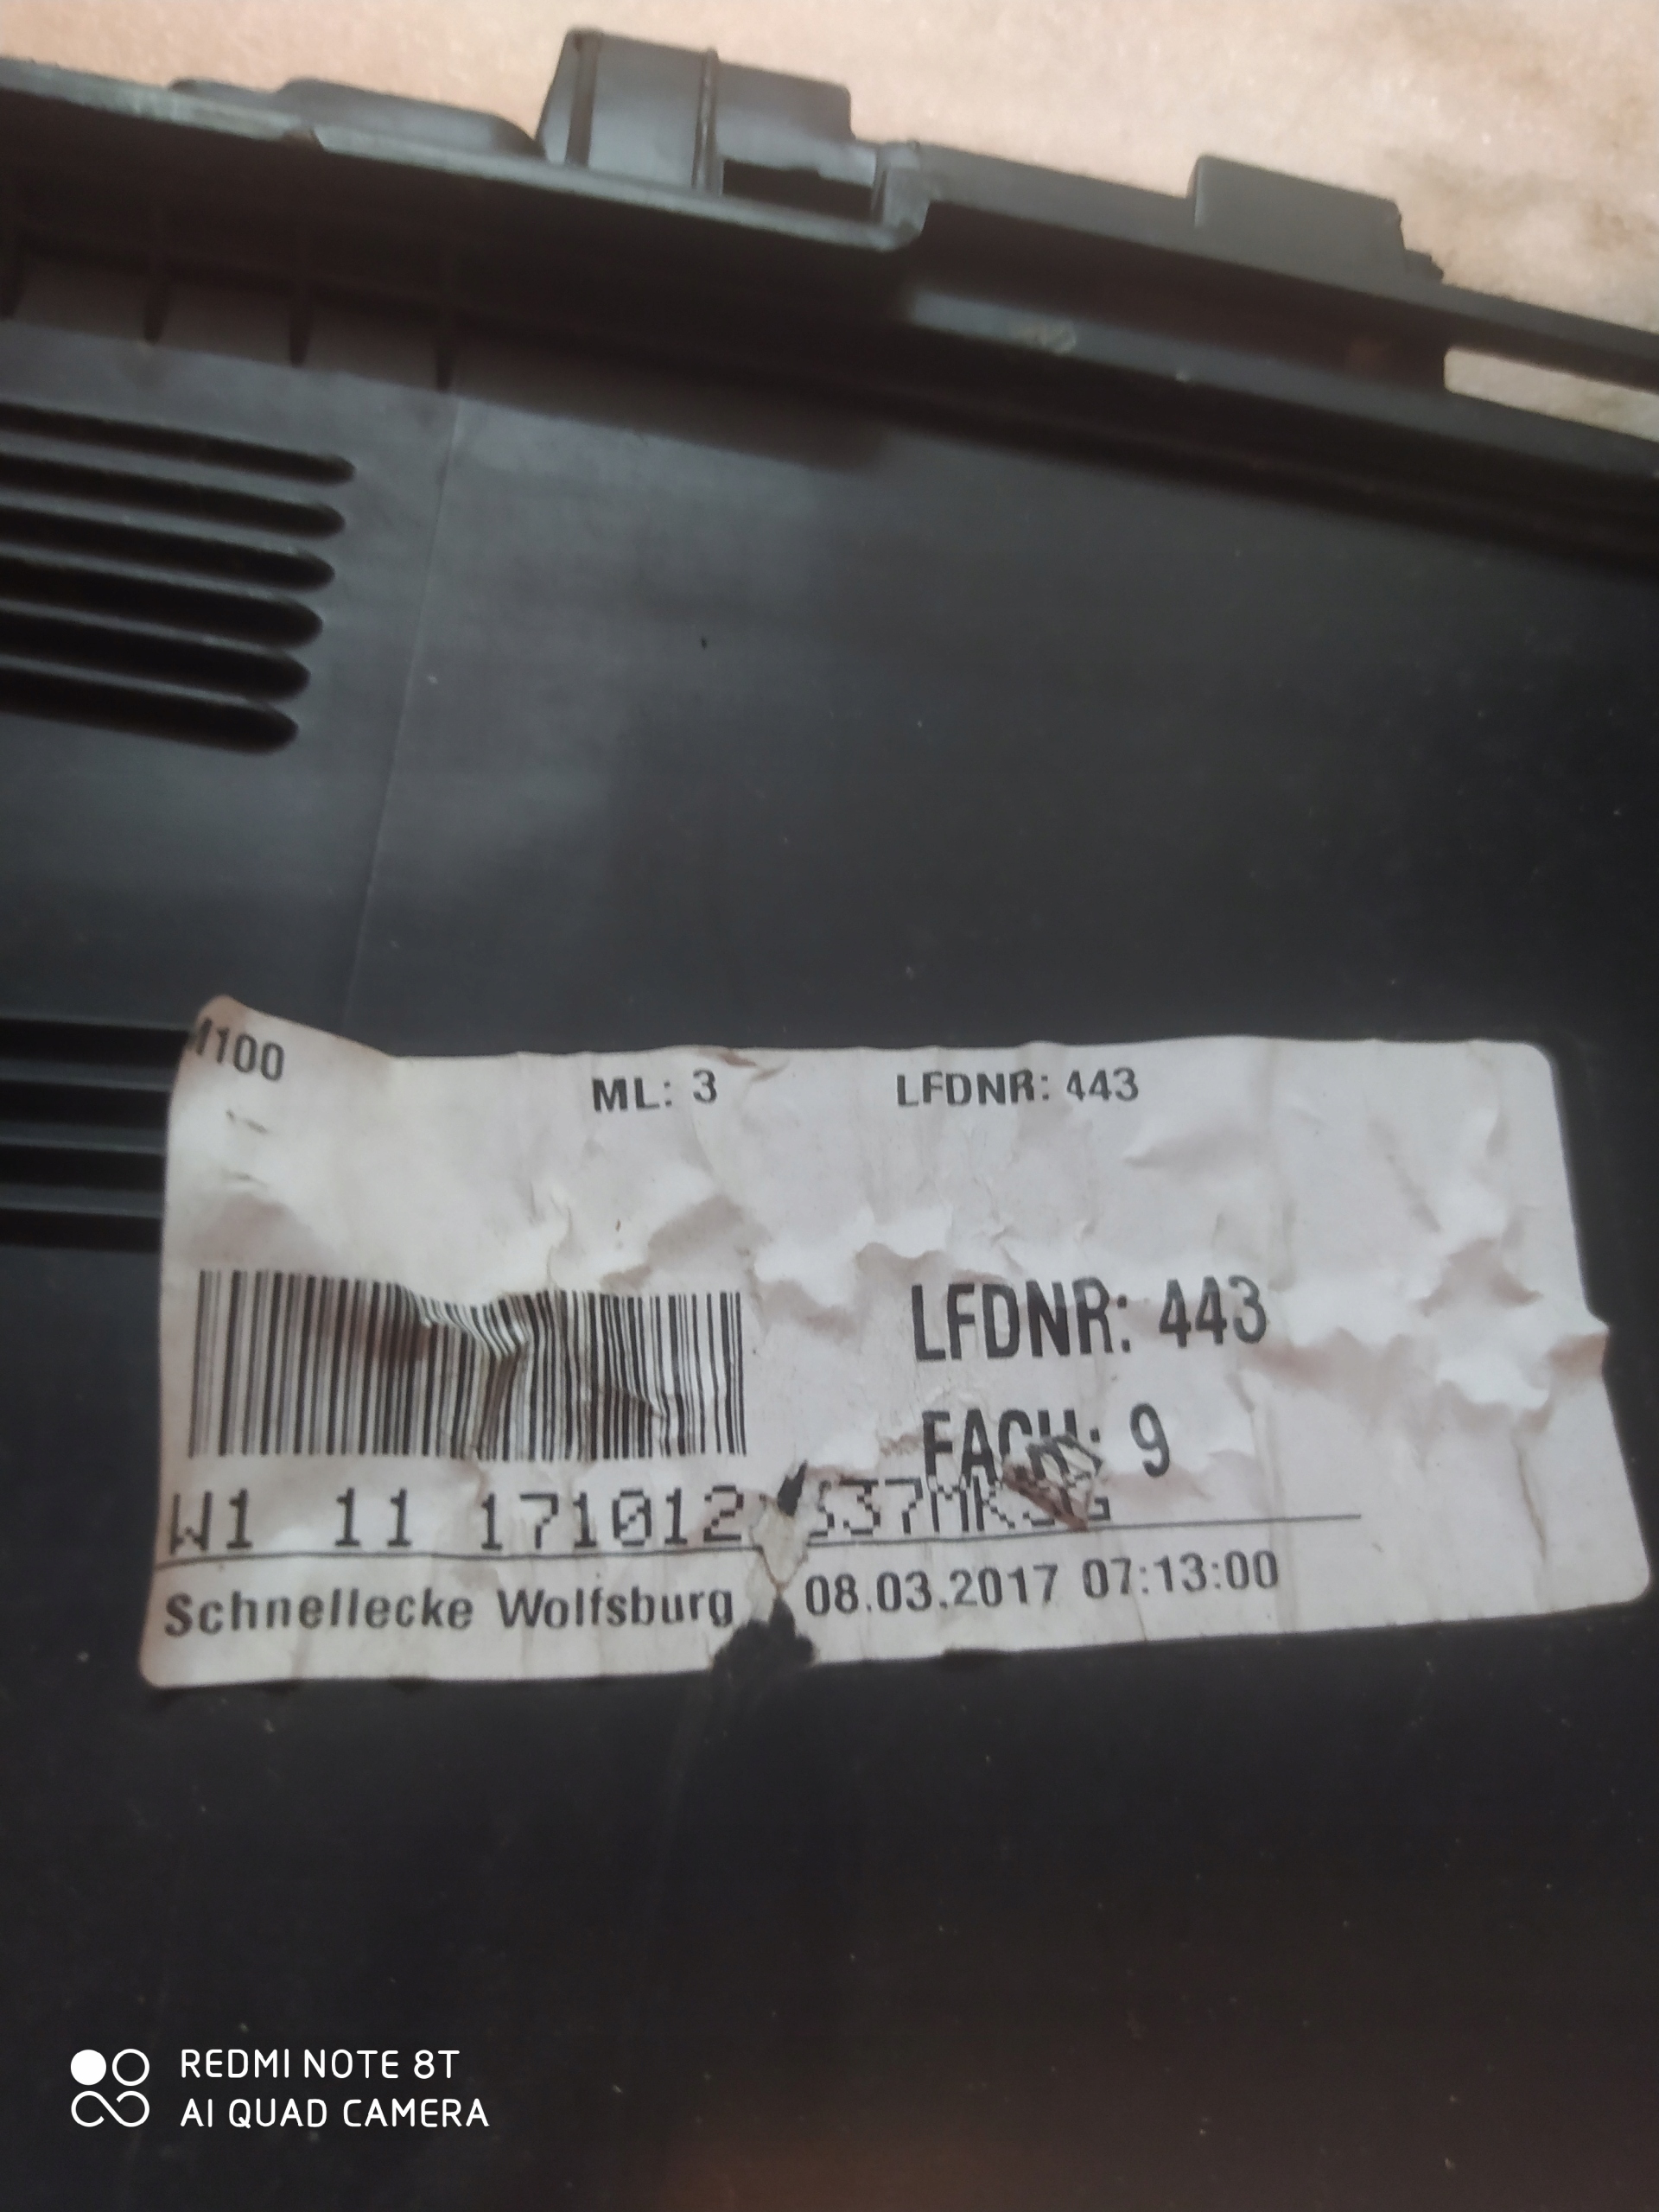 M100
ML: 3
LFDNR: 443
LFDNR: 443
FACH: 9
W1 11 171012
Schnellecke Wolfsburg 08.03.2017 07:13:00
REDMI NOTE 8T
AI QUAD CAMERA